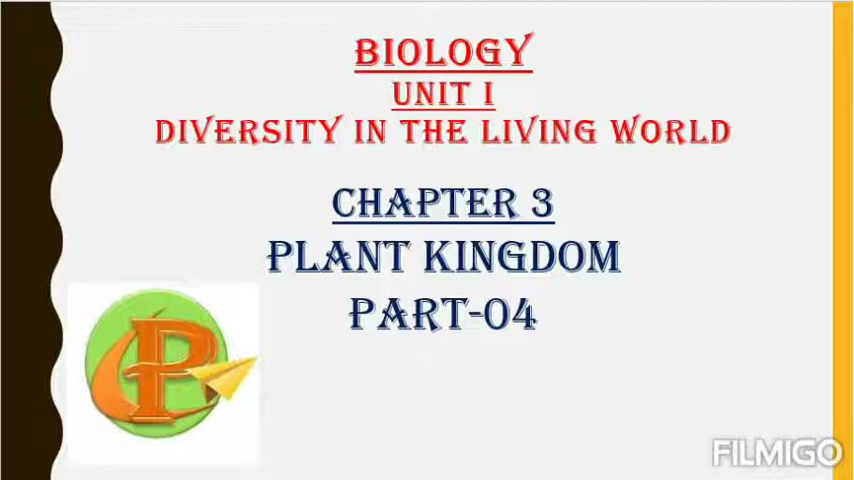 BIOLOGY
UNIT I
DIVERSITY IN THE LIVING WORLD
CHAPTER 3
PLANT KINGDOM
PART-04
P
FILMIGO